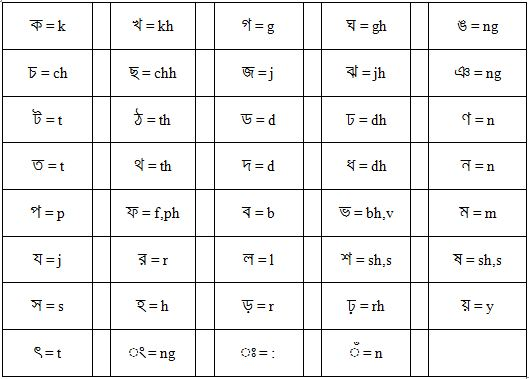 ক = k খ = kh গ = g ঘ = gh ঙ = ng
চ = ch ছ = chh জ = j ঝ = jh ঞ = ng
ট = t ঠ = th ড = d ঢ = dh ণ = n
ত = t থ = th দ = d ধ = dh ন = n
প = p ফ = f,ph ব = b ভ = bh,v ম = m
য = j র = r ল = l শ = sh,s ষ = sh,s
স = s হ = h ড় = r ঢ় = rh য় = y
ৎ = t ং = ng ঃ = : ঁ = n